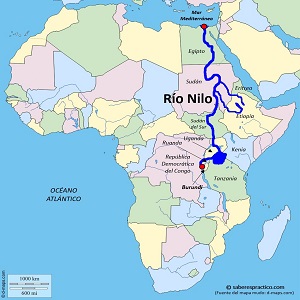 Mar
Mediterráneo
Egipto
Sudán
Eritrea
Río Nilo
Etiopía
Sudán
del Sur
Uganda
Ruanda
Kenia
República
Democrática
del Congo
Tanzania
Burundi
OCÉANO
ATLÁNTICO
1000 km
600 mi
© d-maps.com
© saberespractico.com
(Fuente del mapa mudo: d-maps.com)